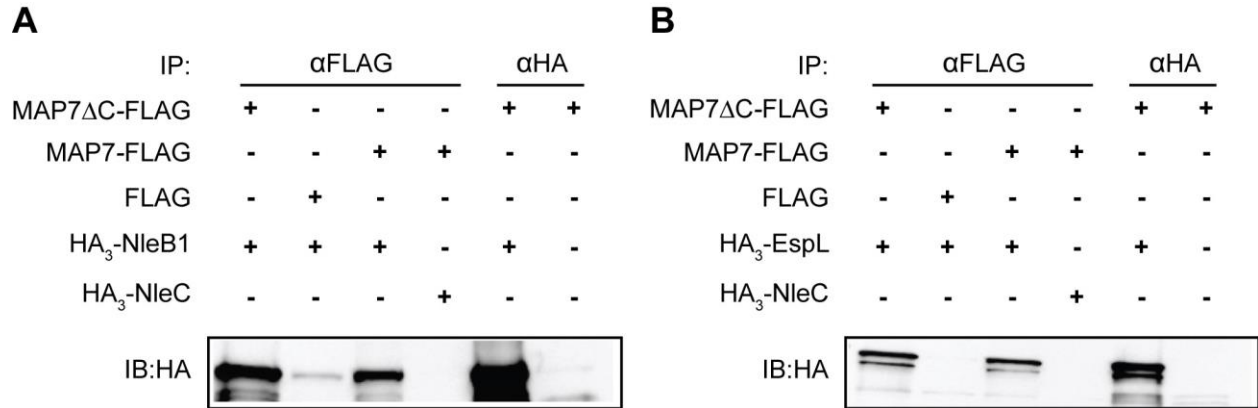 A
IP: αFLAG αHA
MAP7ΔC-FLAG + - - - + +
MAP7-FLAG - - + + - -
FLAG - + - - - -
HA₃-NleB1 + + + - + -
HA₃-NleC - - - + - -
IB:HA
B
IP: αFLAG αHA
MAP7ΔC-FLAG + - - - + +
MAP7-FLAG - - + + - -
FLAG - + - - - -
HA₃-EspL + + + - + -
HA₃-NleC - - - + - -
IB:HA